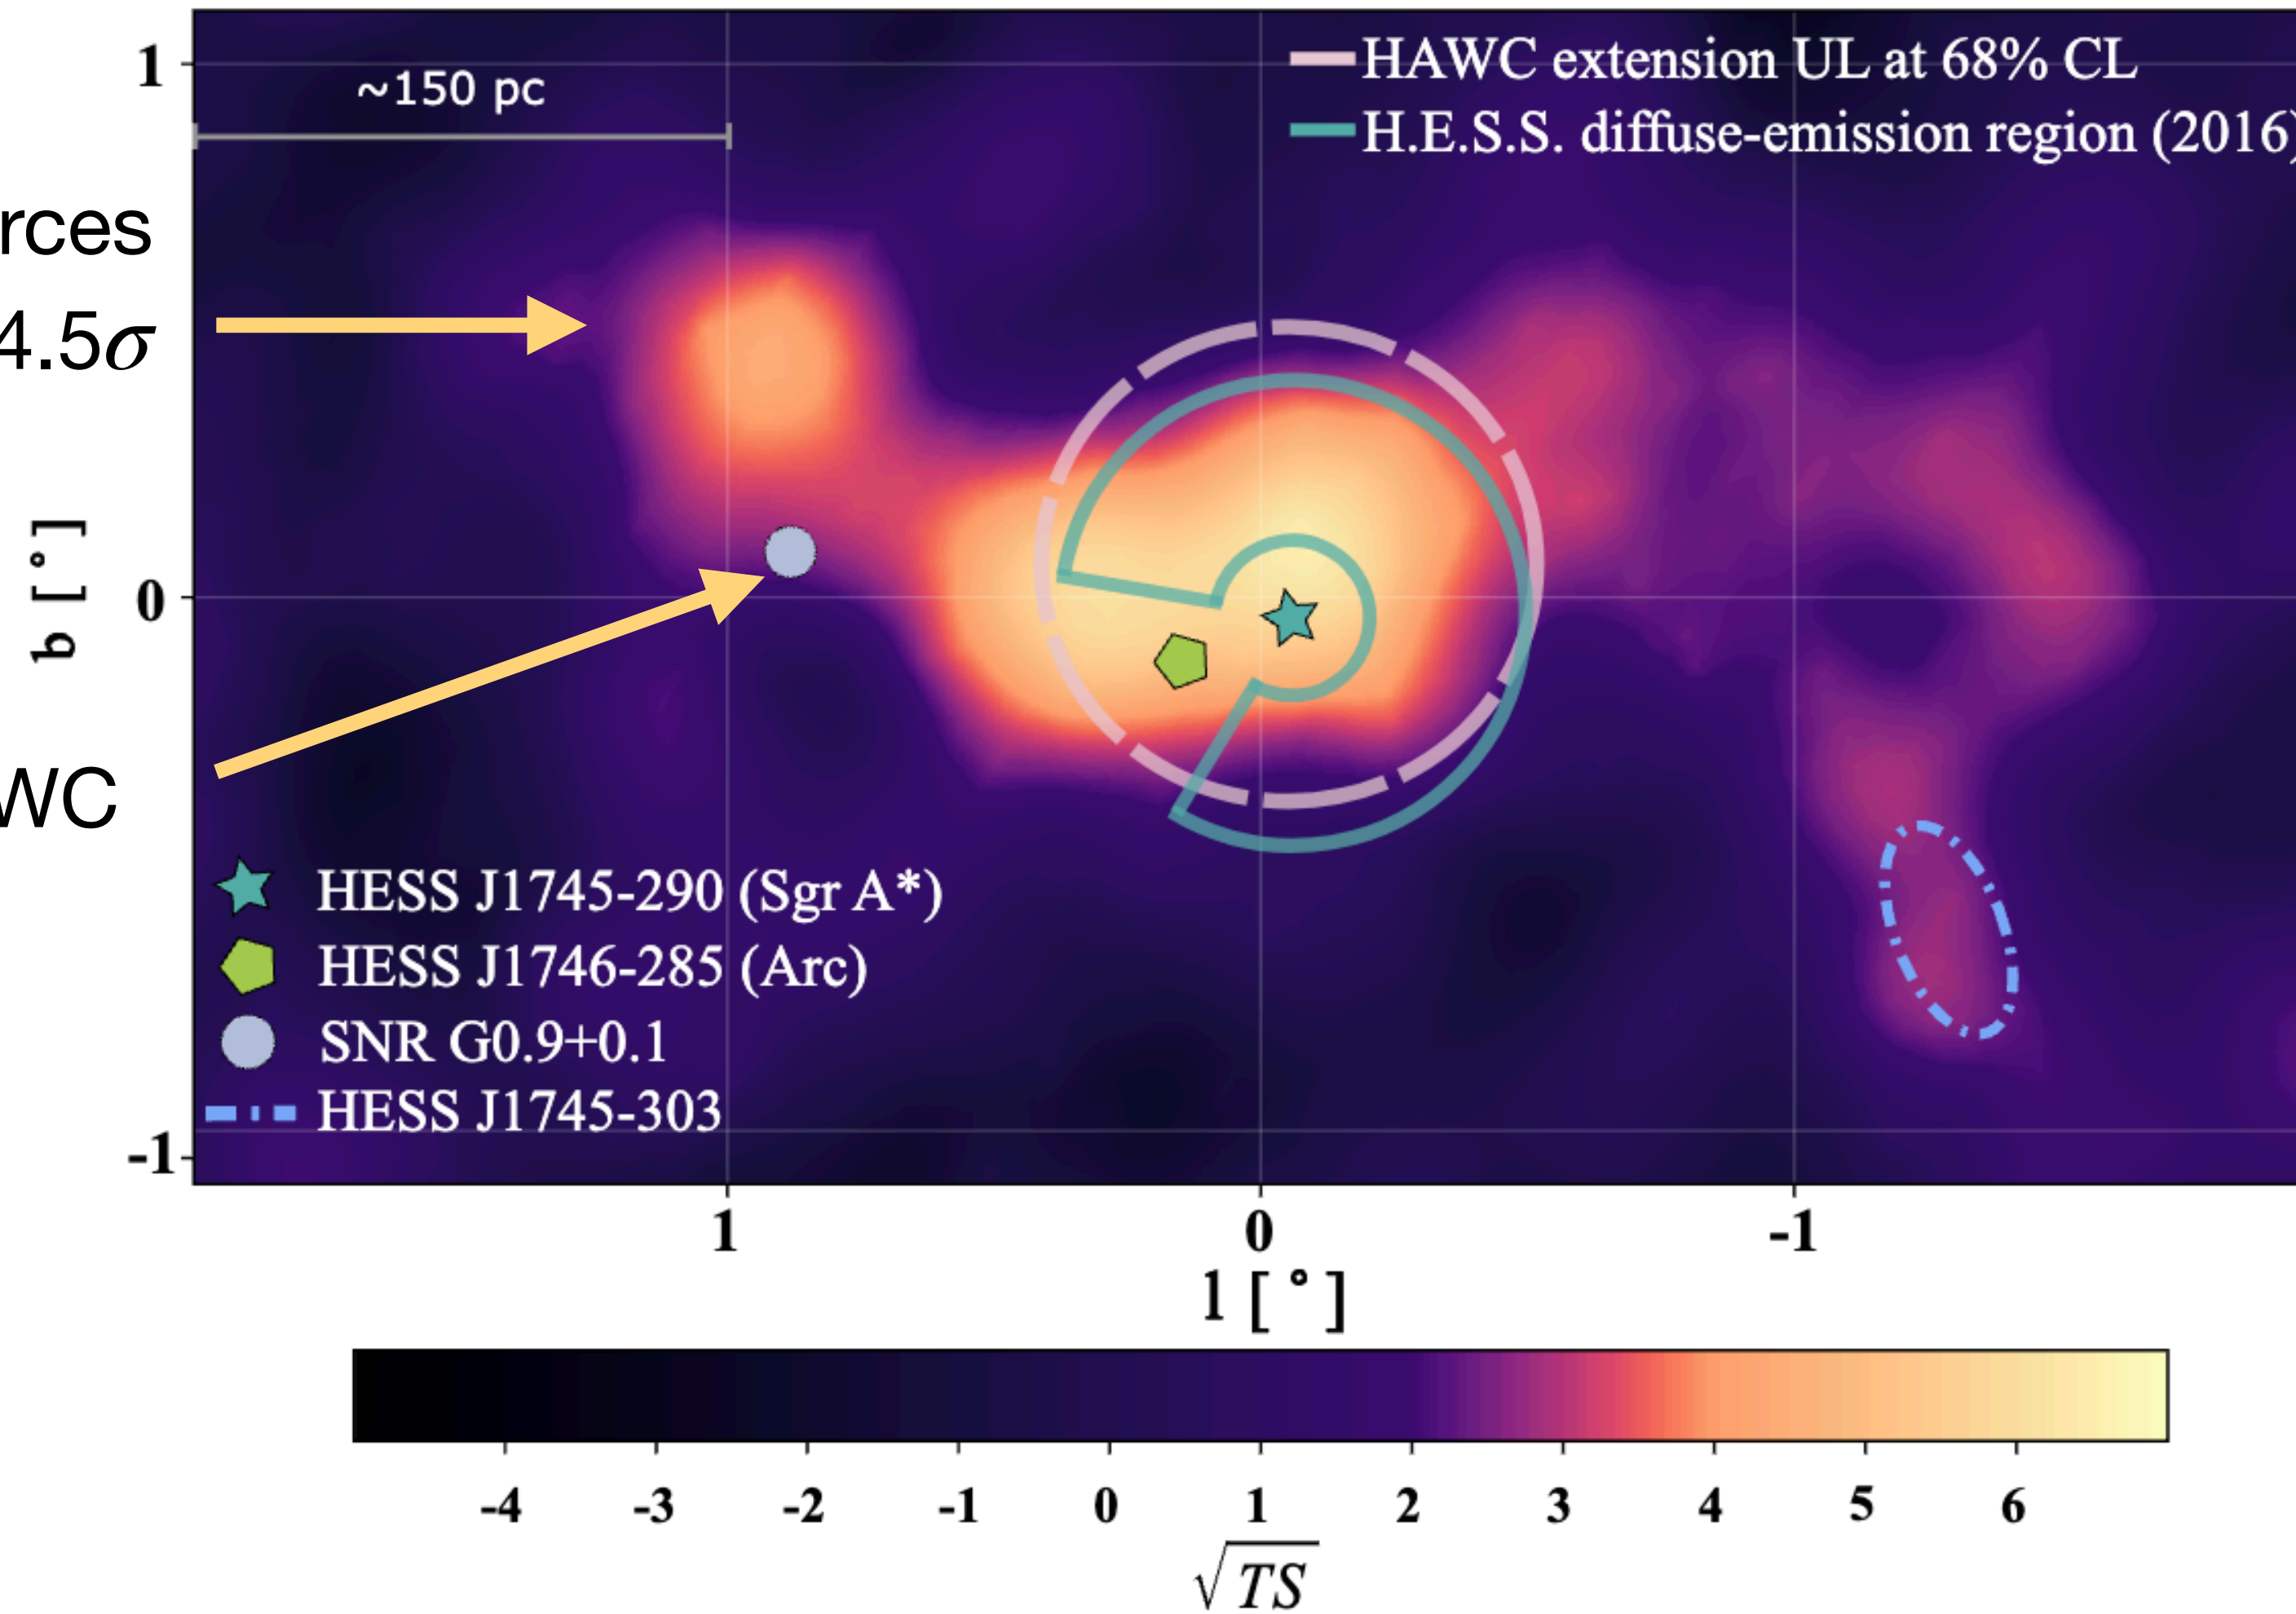 HAWC extension UL at 68% CL
H.E.S.S. diffuse-emission region (2016)
~150 pc
rces
4.5σ
WC
HESS J1745-290 (Sgr A*)
HESS J1746-285 (Arc)
SNR G0.9+0.1
HESS J1745-303
1
0
-1
b [°]
1 0 -1
l [°]
-4 -3 -2 -1 0 1 2 3 4 5 6
√TS